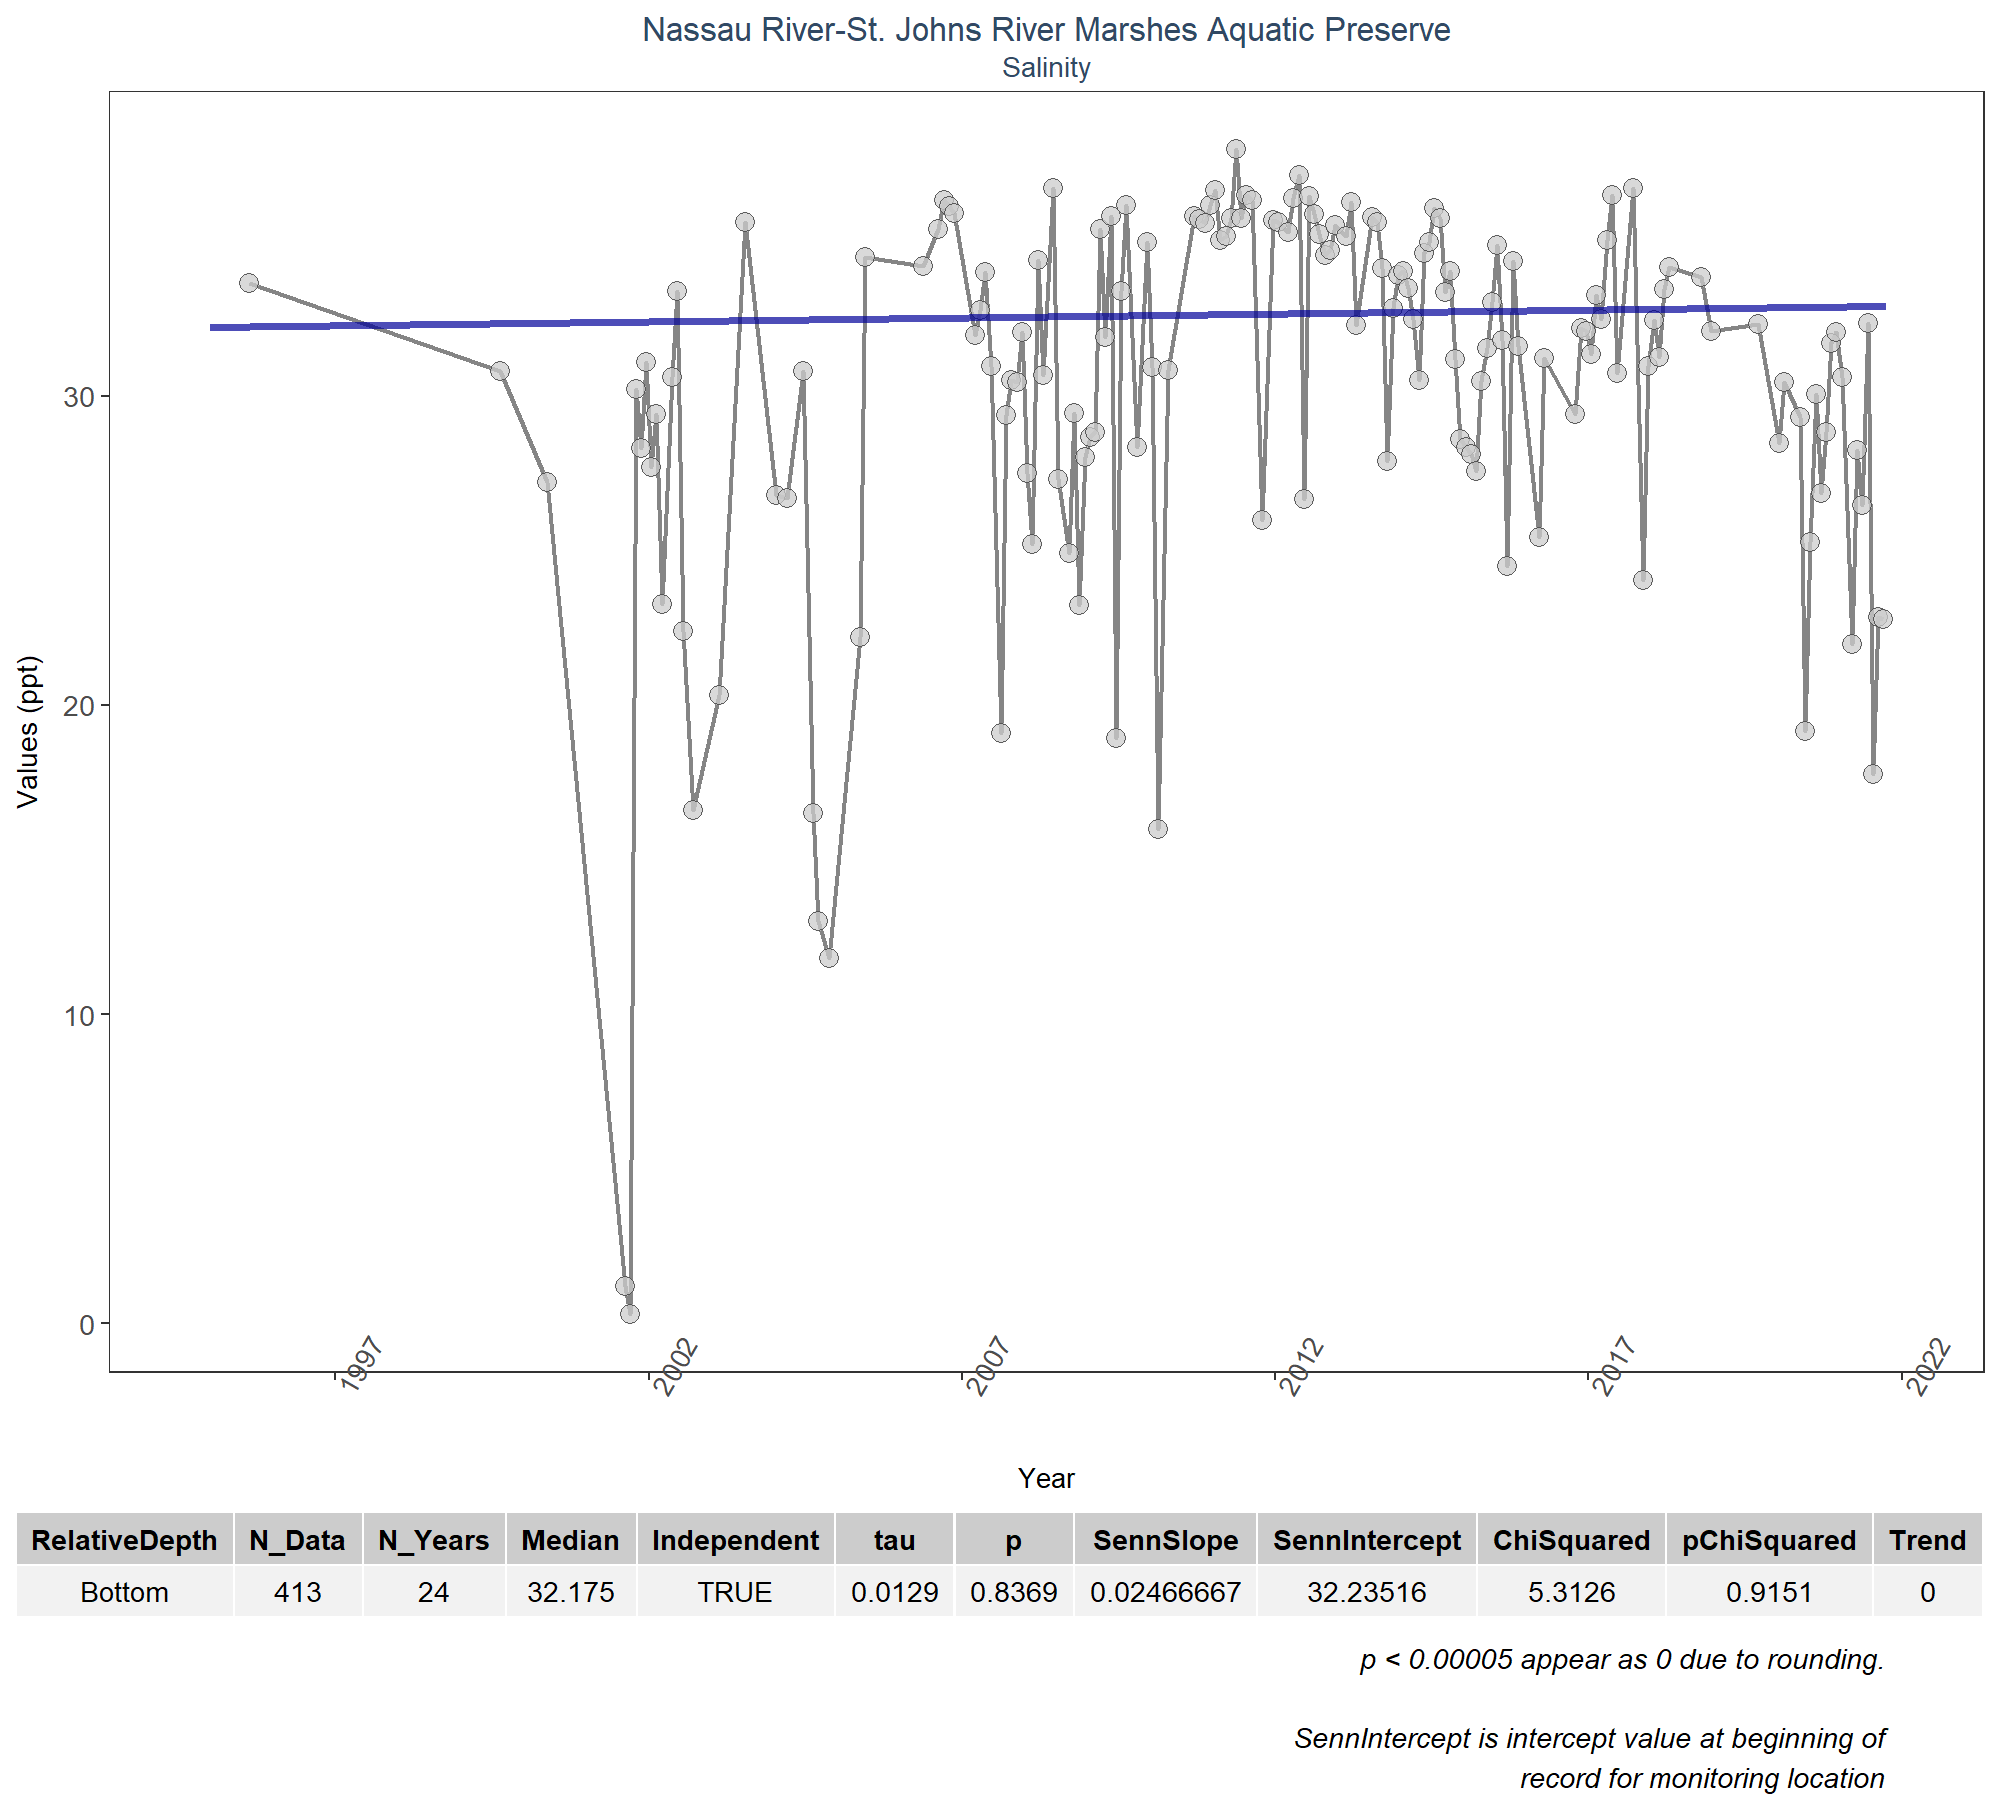 Nassau River-St. Johns River Marshes Aquatic Preserve
Salinity
Values (ppt)
30
20
10
0
1997 2002 2007 2012 2017 2022
Year
RelativeDepth N_Data N_Years Median Independent tau p SennSlope SennIntercept ChiSquared pChiSquared Trend
Bottom 413 24 32.175 TRUE 0.0129 0.8369 0.02466667 32.23516 5.3126 0.9151 0
p < 0.00005 appear as 0 due to rounding.
SennIntercept is intercept value at beginning of
record for monitoring location